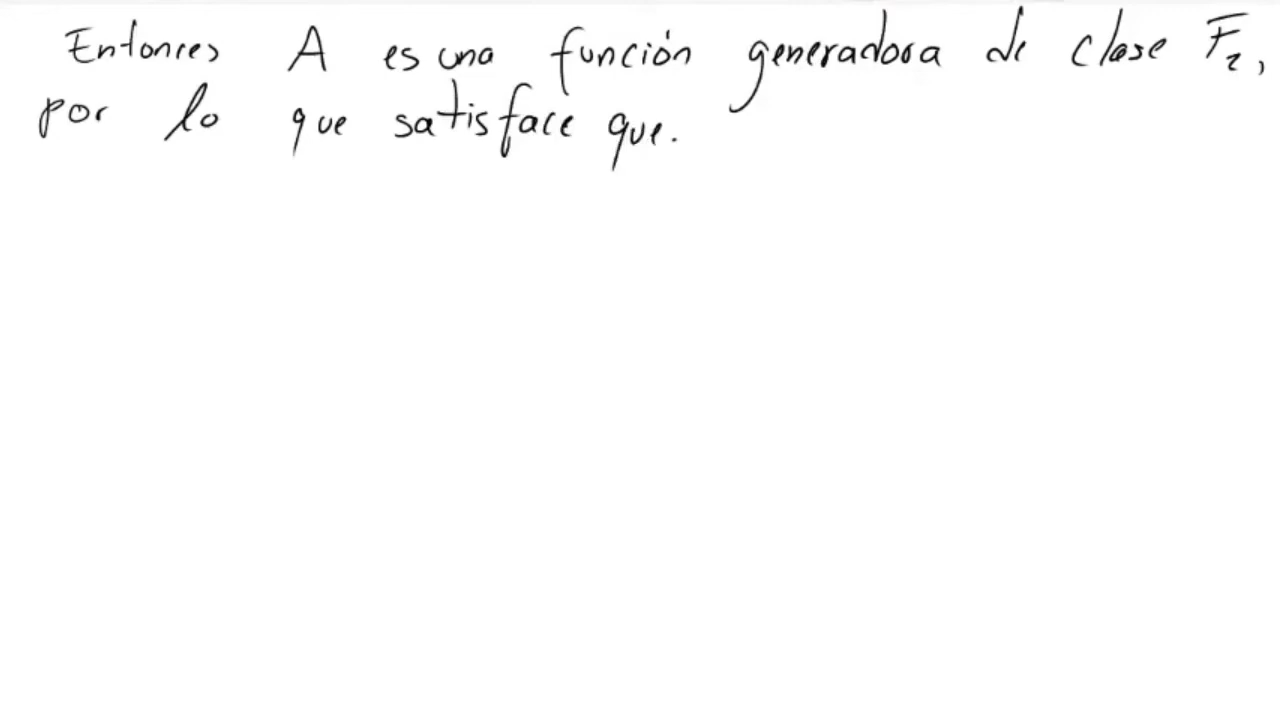 Entonces A es una función generadora de clase F₂,
por lo que satisface que.